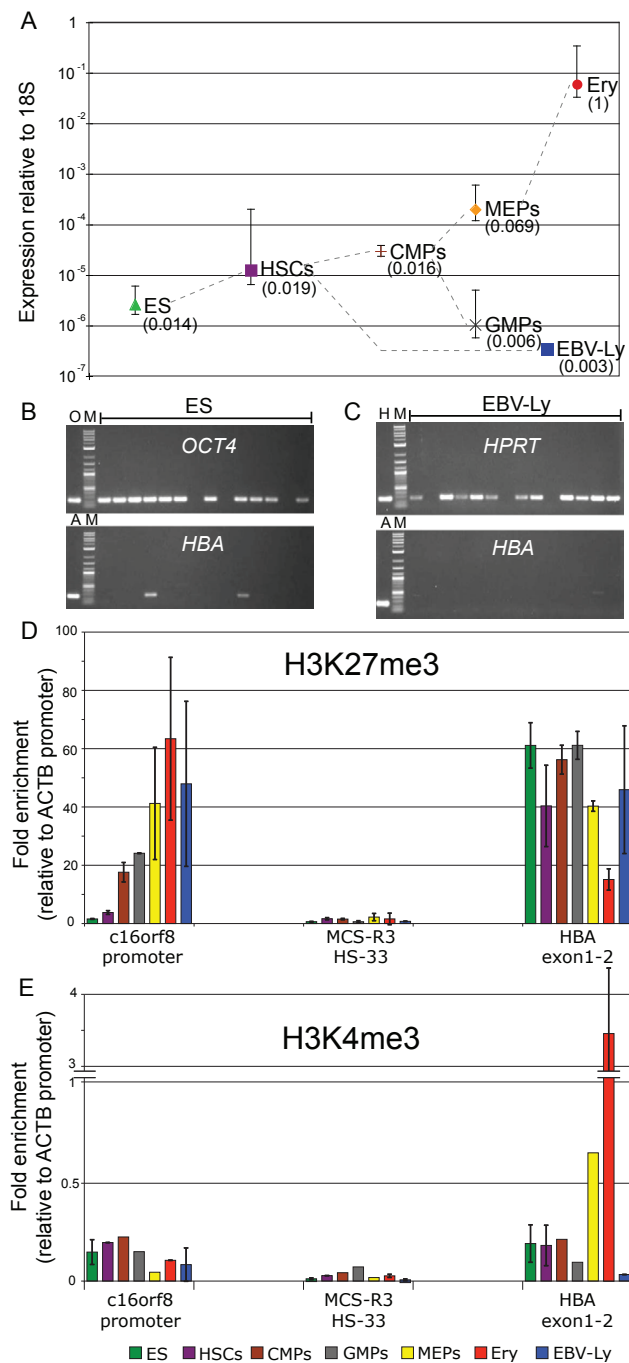 A
Expression relative to 18S
1
10-1
10-2
10-3
10-4
10-5
10-6
10-7
Ery
(1)
MEPs
(0.069)
CMPs
(0.016)
HSCs
(0.019)
ES
(0.014)
GMPs
(0.006)
EBV-Ly
(0.003)
B
ES
O M
OCT4
A M
HBA
C
EBV-Ly
H M
HPRT
A M
HBA
D
H3K27me3
Fold enrichment
(relative to ACTB promoter)
100
80
60
40
20
0
c16orf8
promoter
MCS-R3
HS-33
HBA
exon1-2
E
H3K4me3
Fold enrichment
(relative to ACTB promoter)
4
3
1
0.5
0
c16orf8
promoter
MCS-R3
HS-33
HBA
exon1-2
ES HSCs CMPs GMPs MEPs Ery EBV-Ly